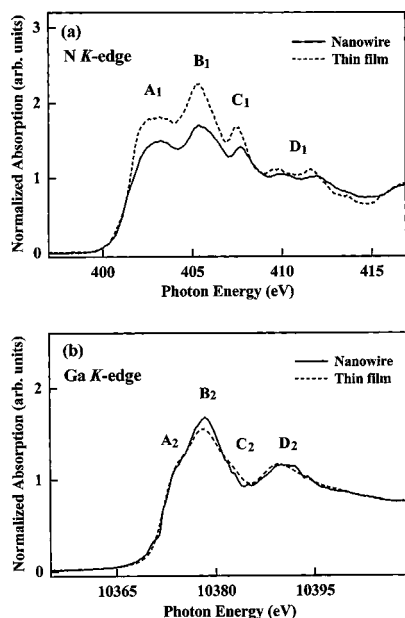 (a)
N K-edge
Nanowire
Thin film
A1
B1
C1
D1
Normalized Absorption (arb. units)
3
2
1
0
400
405
410
415
Photon Energy (eV)
(b)
Ga K-edge
Nanowire
Thin film
A2
B2
C2
D2
Normalized Absorption (arb. units)
2
1
0
10365
10380
10395
Photon Energy (eV)